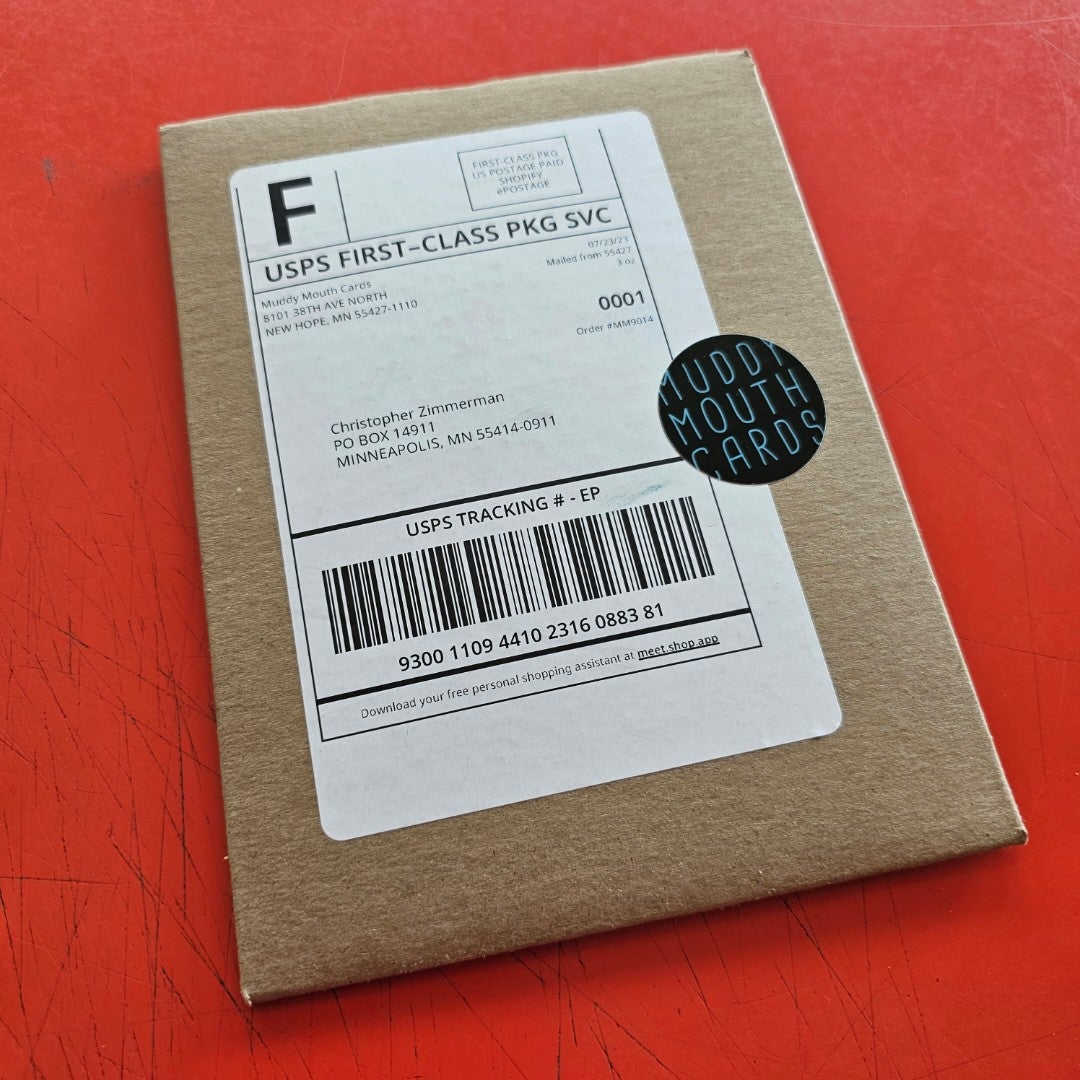 F
FIRST-CLASS PKG
US POSTAGE PAID
SHOPIFY
ePOSTAGE
USPS FIRST-CLASS PKG SVC
Muddy Mouth Cards
8101 38TH AVE NORTH
NEW HOPE, MN 55427-1110
07/23/23
Mailed from 55427
3 oz
0001
Order #MM9014
Christopher Zimmerman
PO BOX 14911
MINNEAPOLIS, MN 55414-0911
MUDDY
MOUTH
CARDS
USPS TRACKING # - EP
9300 1109 4410 2316 0883 81
Download your free personal shopping assistant at meet.shop.app